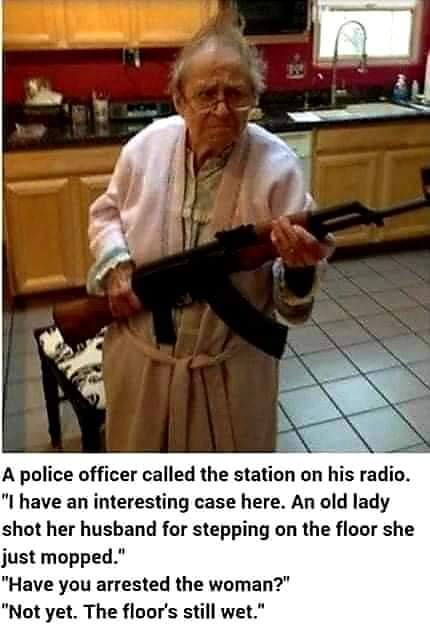 A police officer called the station on his radio.
"I have an interesting case here. An old lady
shot her husband for stepping on the floor she
just mopped."
"Have you arrested the woman?"
"Not yet. The floor's still wet."